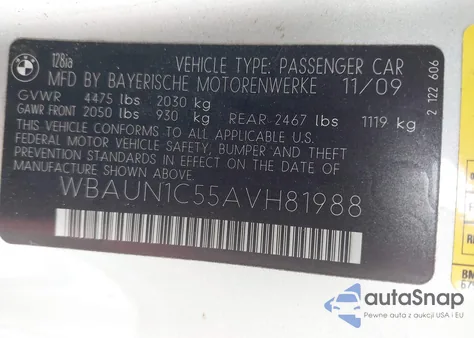 128ia
VEHICLE TYPE: PASSENGER CAR
MFD BY BAYERISCHE MOTORENWERKE 11/09
GVWR 4475 lbs 2030 kg
GAWR FRONT 2050 lbs 930 kg REAR 2467 lbs 1119 kg
THIS VEHICLE CONFORMS TO ALL APPLICABLE U.S.
FEDERAL MOTOR VEHICLE SAFETY, BUMPER, AND
THEFT PREVENTION STANDARDS IN EFFECT ON THE DATE
OF MANUFACTURE SHOWN ABOVE.
WBAUN1C55AVH81988
2 122 606
BM
autoSnap
Pewne auta z aukcji USA i EU